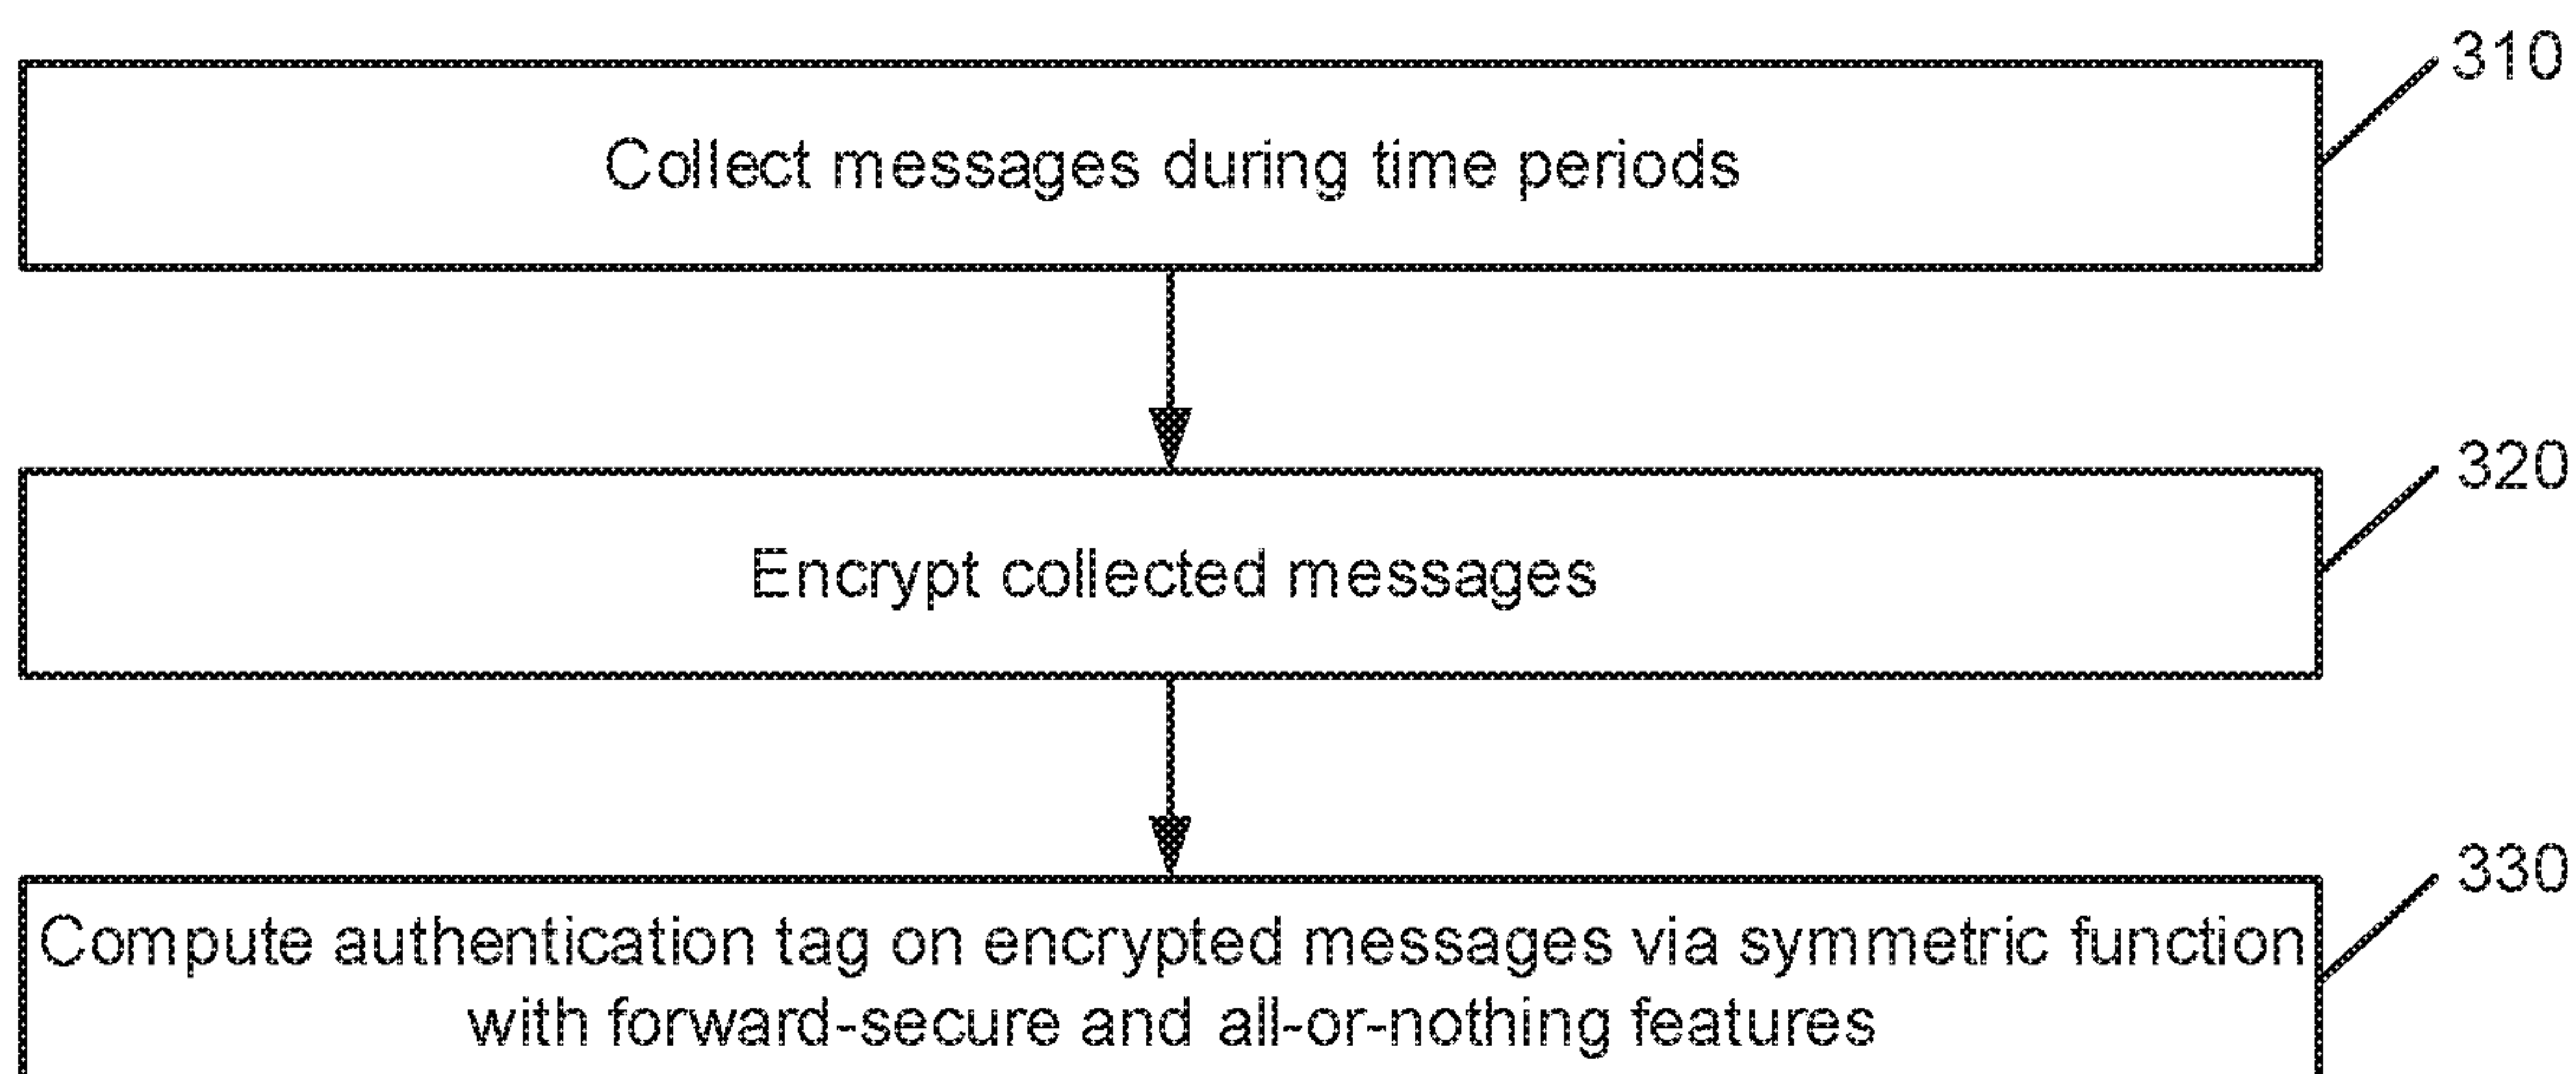 310
Collect messages during time periods
320
Encrypt collected messages
330
Compute authentication tag on encrypted messages via symmetric function
with forward-secure and all-or-nothing features